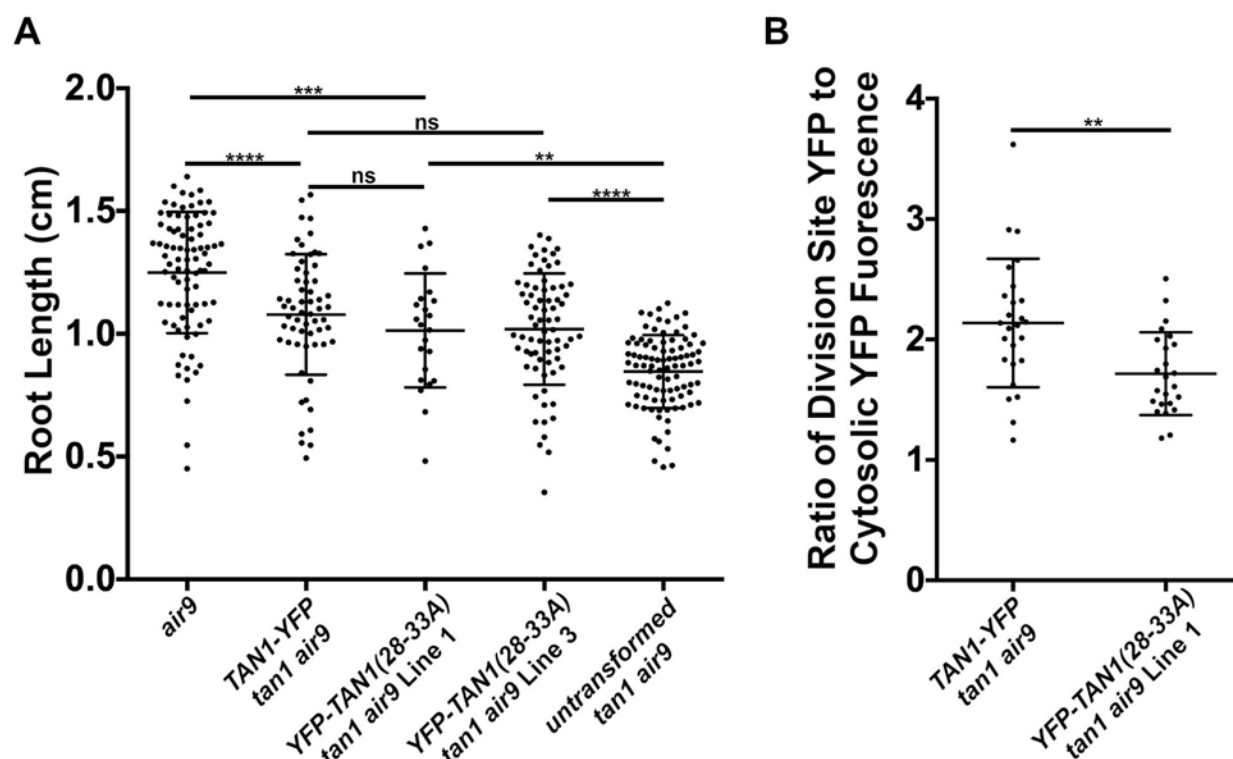 A
Root Length (cm)
2.0
1.5
1.0
0.5
0.0
***
ns
****
**
ns
****
air9
TAN1-YFP
tan1 air9
YFP-TAN1(28-33A)
tan1 air9 Line 1
YFP-TAN1(28-33A)
tan1 air9 Line 3
untransformed
tan1 air9
B
Ratio of Division Site YFP to
Cytosolic YFP Fuorescence
4
3
2
1
0
**
TAN1-YFP
tan1 air9
YFP-TAN1(28-33A)
tan1 air9 Line 1